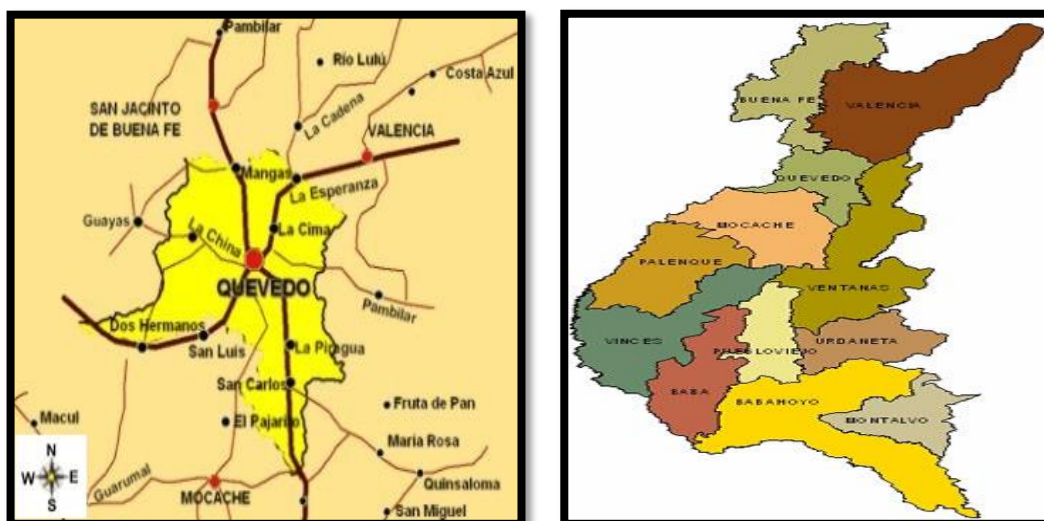 Pambilar
Río Lulú
Costa Azul
SAN JACINTO
DE BUENA FE
La Cadena
VALENCIA
Mangas
La Esperanza
Guayas
La China
La Cima
QUEVEDO
Pambilar
Dos Hermanos
San Luis
La Piragua
San Carlos
Fruta de Pan
Macul
El Pajarito
María Rosa
N
W E
S
Guarumal
MOCACHE
Quinsaloma
San Miguel
BUENA FE
VALENCIA
QUEVEDO
MOCACHE
PALENQUE
VENTANAS
VINCES
URDANETA
BABA
BABAHOYO
MONTALVO